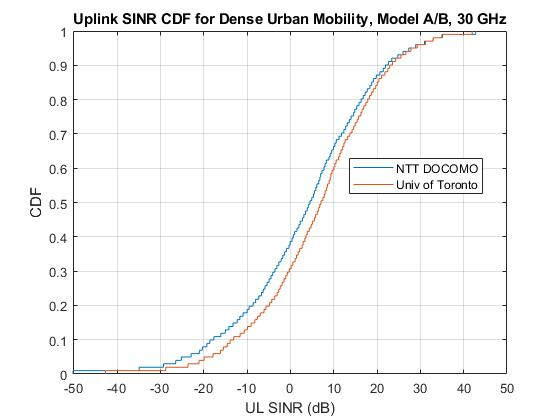 Uplink SINR CDF for Dense Urban Mobility, Model A/B, 30 GHz
1
0.9
0.8
0.7
0.6
0.5
0.4
0.3
0.2
0.1
0
CDF
NTT DOCOMO
Univ of Toronto
-50 -40 -30 -20 -10 0 10 20 30 40 50
UL SINR (dB)